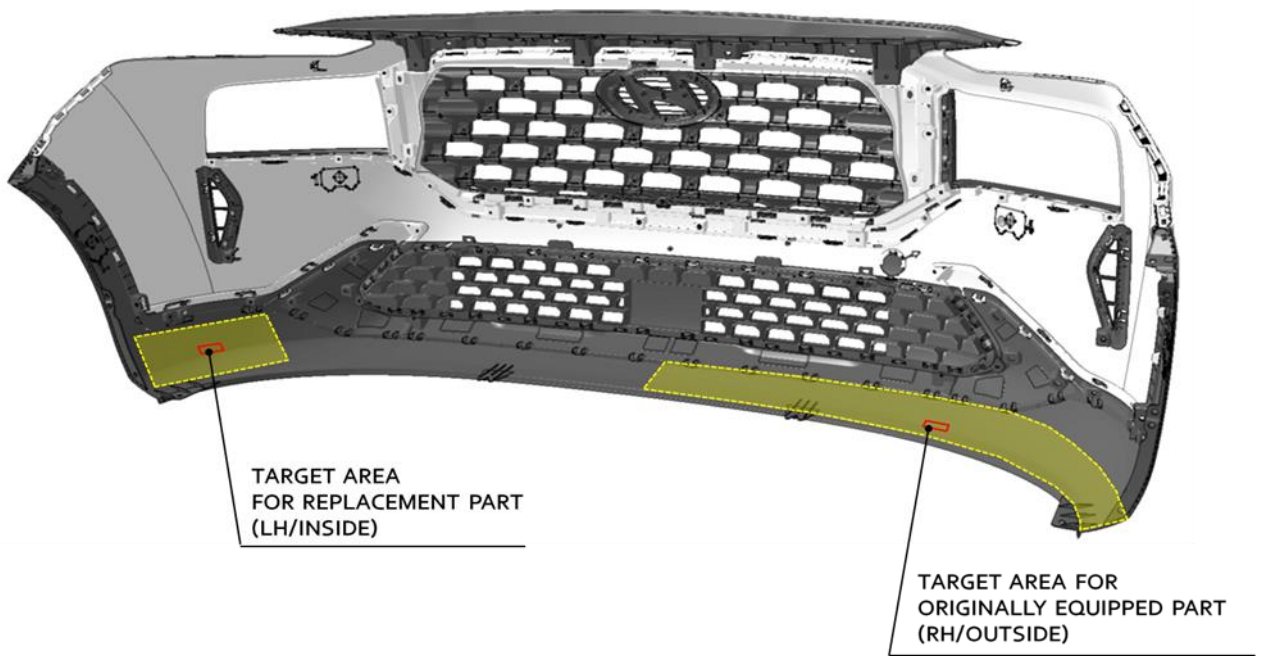 TARGET AREA
FOR REPLACEMENT PART
(LH/INSIDE)
TARGET AREA FOR
ORIGINALLY EQUIPPED PART
(RH/OUTSIDE)